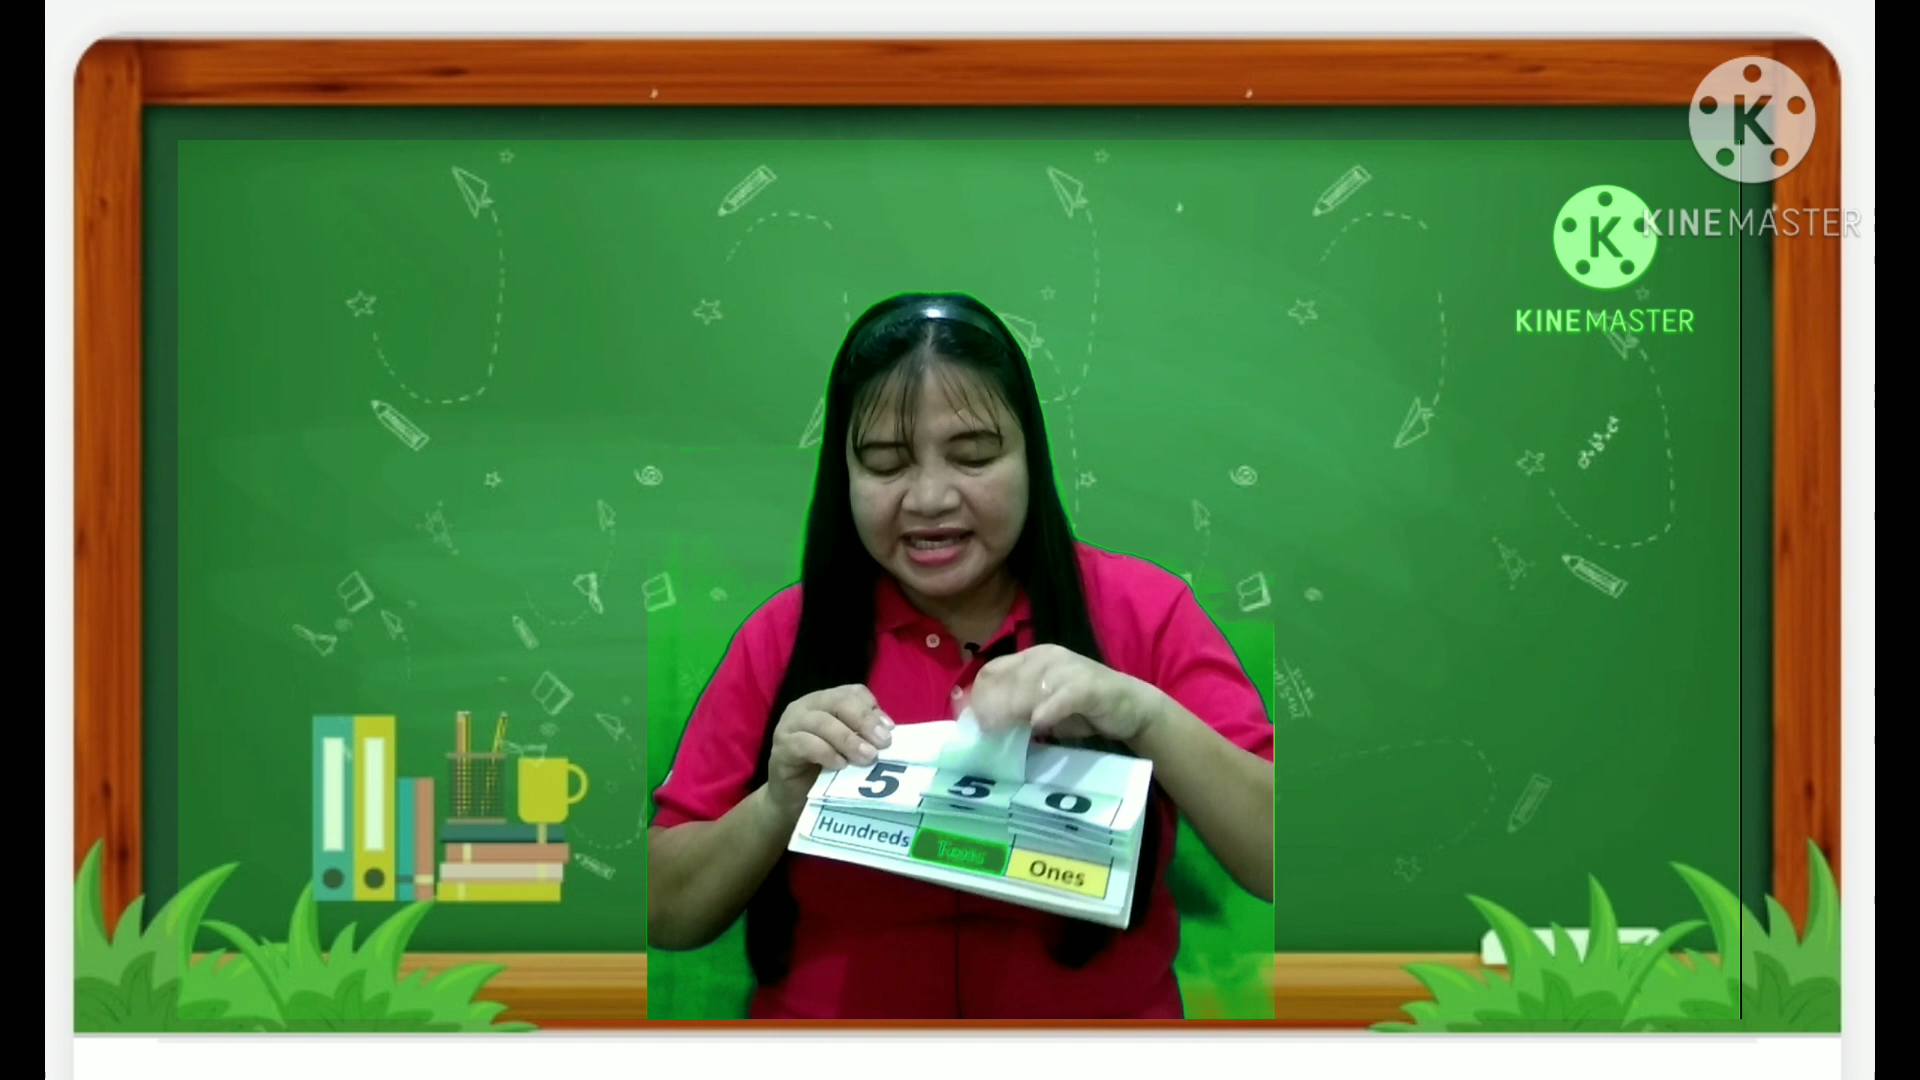 K
KINEMASTER
K
KINEMASTER
5 5 0
Hundreds Tens Ones